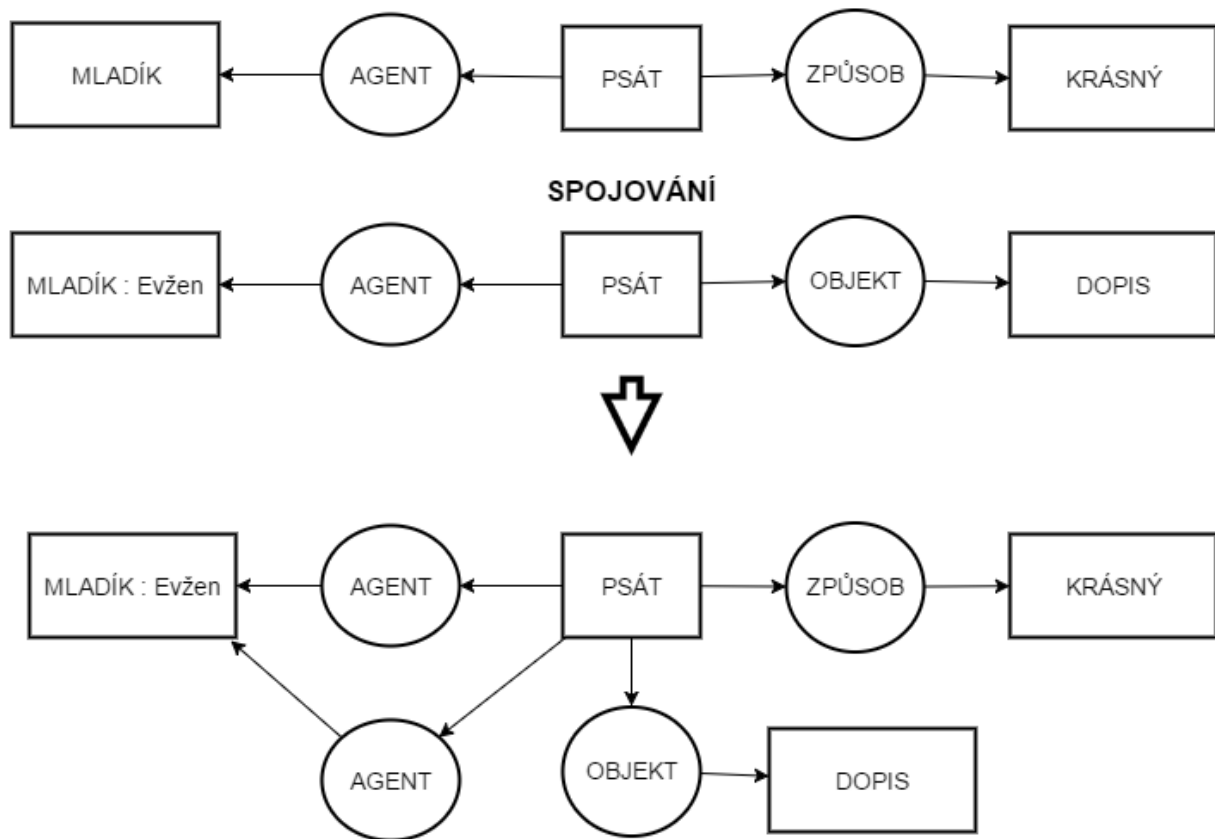 MLADÍK AGENT PSÁT ZPŮSOB KRÁSNÝ
SPOJOVÁNÍ
MLADÍK : Evžen AGENT PSÁT OBJEKT DOPIS
MLADÍK : Evžen AGENT PSÁT ZPŮSOB KRÁSNÝ
AGENT OBJEKT DOPIS